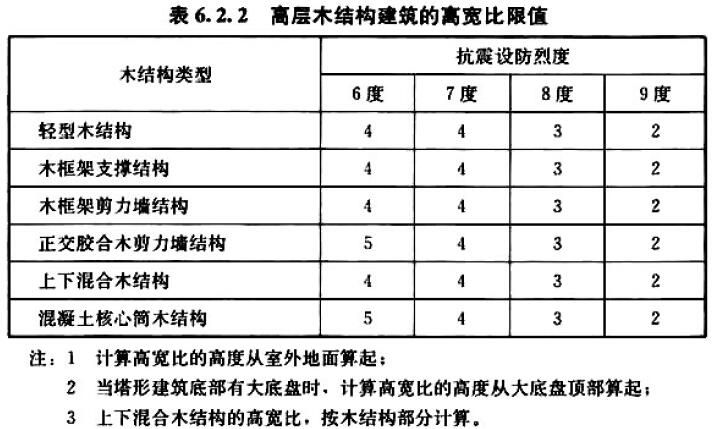 表6.2.2 高层木结构建筑的高宽比限值
木结构类型 抗震设防烈度
6度 7度 8度 9度
轻型木结构 4 4 3 2
木框架支撑结构 4 4 3 2
木框架剪力墙结构 4 4 3 2
正交胶合木剪力墙结构 5 4 3 2
上下混合木结构 4 4 3 2
混凝土核心筒木结构 5 4 3 2
注：1 计算高宽比的高度从室外地面算起；
2 当塔形建筑底部有大底盘时，计算高宽比的高度从大底盘顶部算起；
3 上下混合木结构的高宽比，按木结构部分计算。